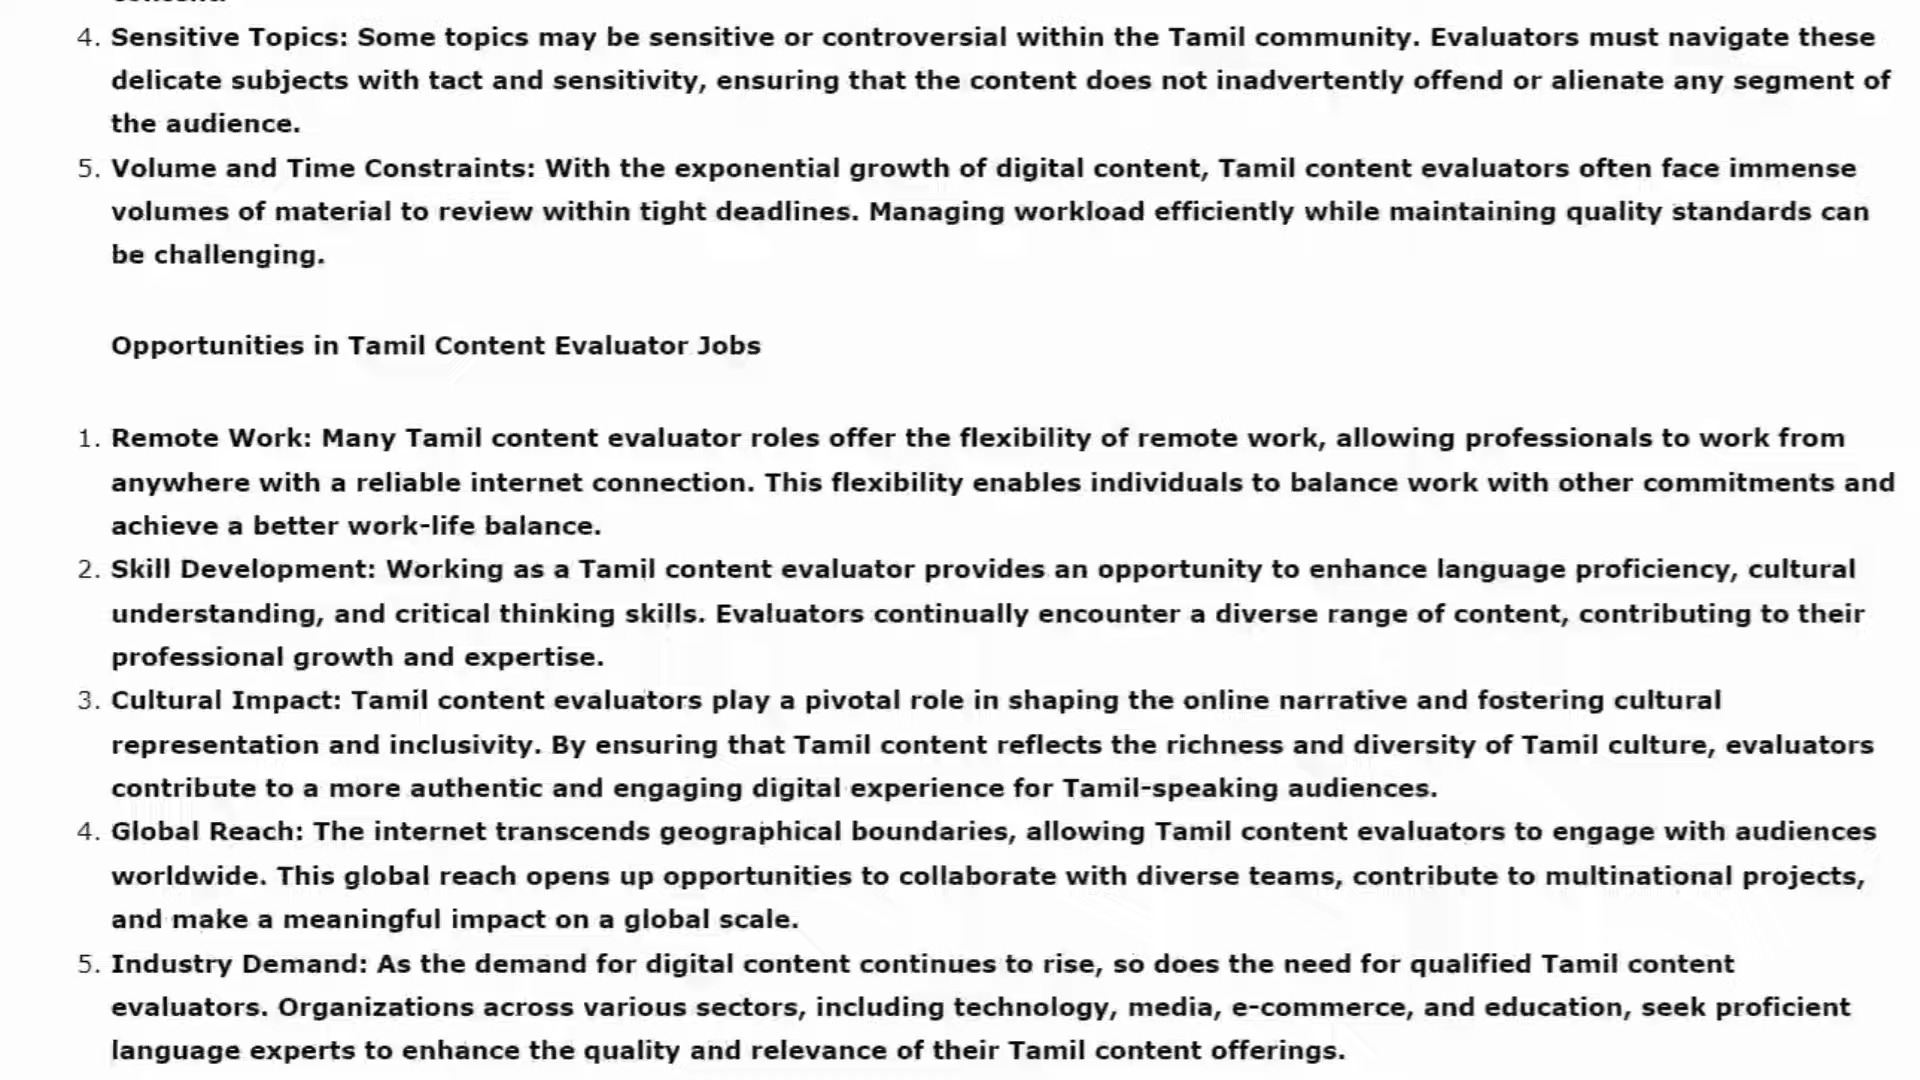 4. Sensitive Topics: Some topics may be sensitive or controversial within the Tamil community. Evaluators must navigate these
delicate subjects with tact and sensitivity, ensuring that the content does not inadvertently offend or alienate any segment of
the audience.
5. Volume and Time Constraints: With the exponential growth of digital content, Tamil content evaluators often face immense
volumes of material to review within tight deadlines. Managing workload efficiently while maintaining quality standards can
be challenging.
Opportunities in Tamil Content Evaluator Jobs
1. Remote Work: Many Tamil content evaluator roles offer the flexibility of remote work, allowing professionals to work from
anywhere with a reliable internet connection. This flexibility enables individuals to balance work with other commitments and
achieve a better work-life balance.
2. Skill Development: Working as a Tamil content evaluator provides an opportunity to enhance language proficiency, cultural
understanding, and critical thinking skills. Evaluators continually encounter a diverse range of content, contributing to their
professional growth and expertise.
3. Cultural Impact: Tamil content evaluators play a pivotal role in shaping the online narrative and fostering cultural
representation and inclusivity. By ensuring that Tamil content reflects the richness and diversity of Tamil culture, evaluators
contribute to a more authentic and engaging digital experience for Tamil-speaking audiences.
4. Global Reach: The internet transcends geographical boundaries, allowing Tamil content evaluators to engage with audiences
worldwide. This global reach opens up opportunities to collaborate with diverse teams, contribute to multinational projects,
and make a meaningful impact on a global scale.
5. Industry Demand: As the demand for digital content continues to rise, so does the need for qualified Tamil content
evaluators. Organizations across various sectors, including technology, media, e-commerce, and education, seek proficient
language experts to enhance the quality and relevance of their Tamil content offerings.